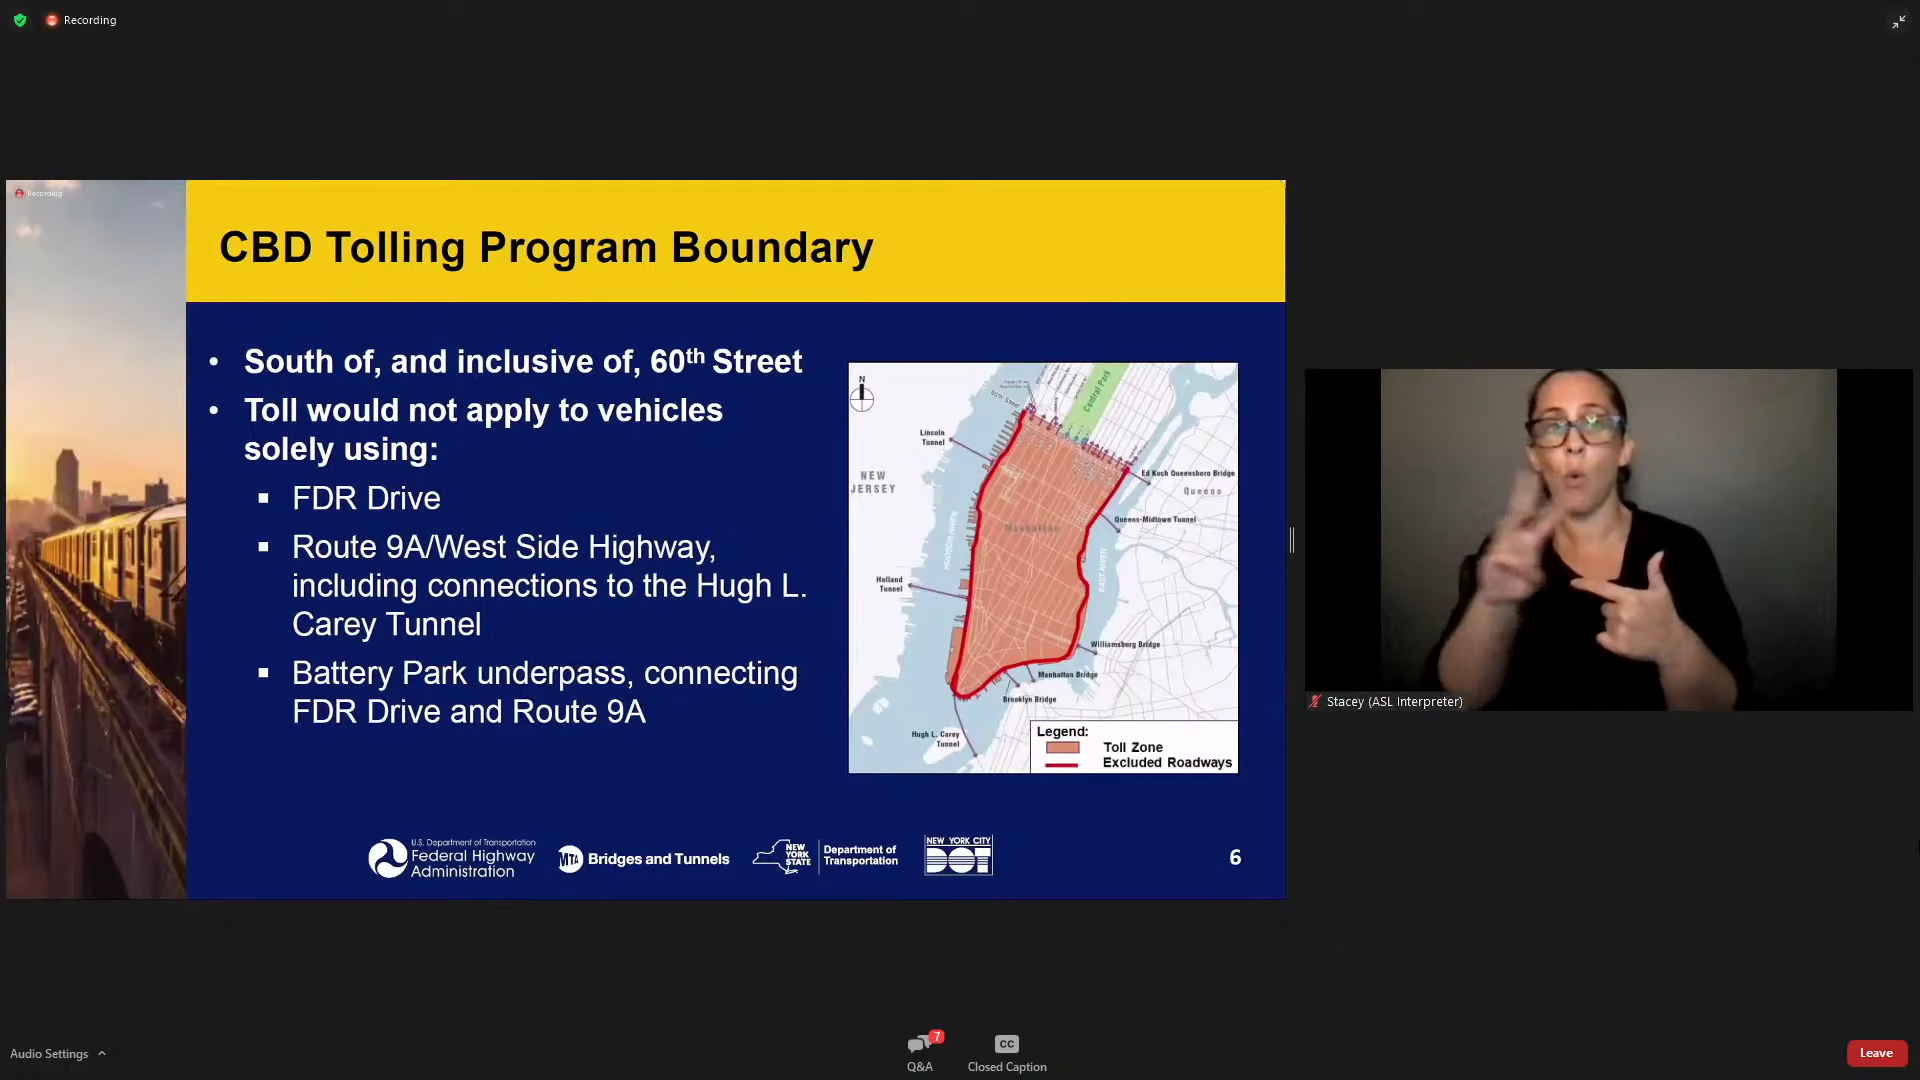 Recording
Recording
CBD Tolling Program Boundary
• South of, and inclusive of, 60th Street
• Toll would not apply to vehicles
solely using:
▪ FDR Drive
▪ Route 9A/West Side Highway,
including connections to the Hugh L.
Carey Tunnel
▪ Battery Park underpass, connecting
FDR Drive and Route 9A
N
60th Street
Central Park
Lincoln
Tunnel
NEW
JERSEY
HUDSON RIVER
Ed Koch Queensboro Bridge
Queens
Queens-Midtown Tunnel
Manhattan
EAST RIVER
Holland
Tunnel
Williamsburg Bridge
Manhattan Bridge
Brooklyn Bridge
Hugh L. Carey
Tunnel
Legend:
Toll Zone
Excluded Roadways
U.S. Department of Transportation
Federal Highway
Administration
MTA Bridges and Tunnels
NEW
YORK
STATE
Department of
Transportation
NEW YORK CITY
DOT
6
Stacey (ASL Interpreter)
Audio Settings
7
Q&A
CC
Closed Caption
Leave